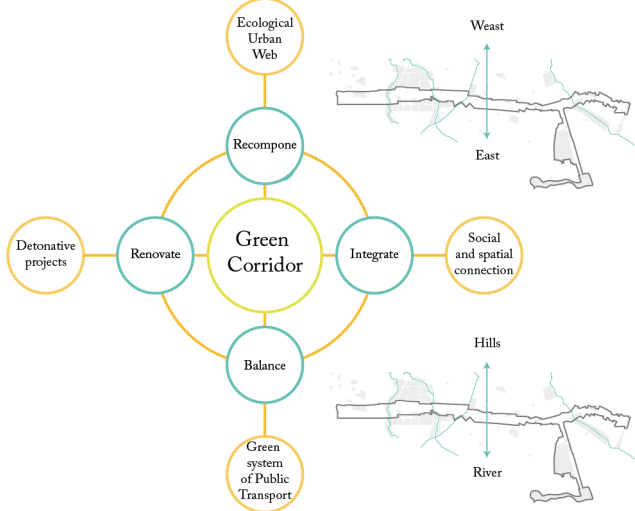 Ecological
Urban
Web
Recompone
Detonative
projects
Renovate
Green
Corridor
Integrate
Social
and spatial
connection
Balance
Green
system
of Public
Transport
Weast
East
Hills
River